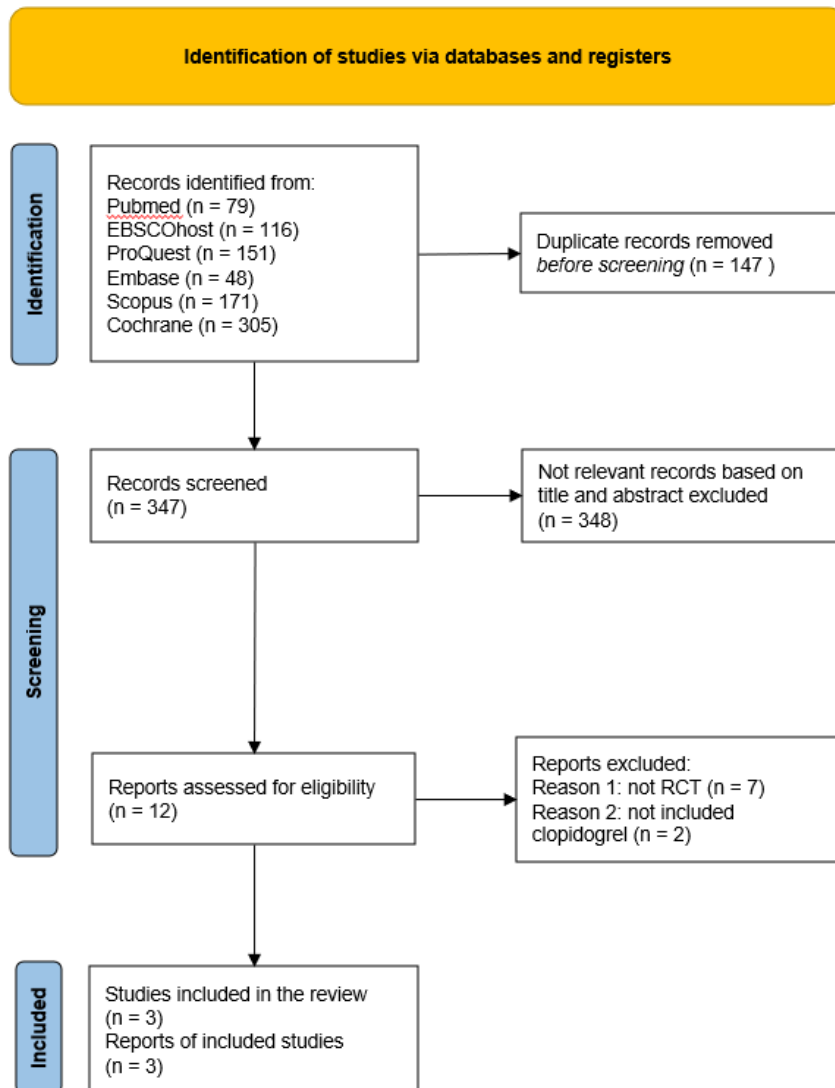 Identification of studies via databases and registers
Identification
Records identified from:
Pubmed (n = 79)
EBSCOhost (n = 116)
ProQuest (n = 151)
Embase (n = 48)
Scopus (n = 171)
Cochrane (n = 305)
Duplicate records removed
before screening (n = 147 )
Screening
Records screened
(n = 347)
Not relevant records based on
title and abstract excluded
(n = 348)
Reports assessed for eligibility
(n = 12)
Reports excluded:
Reason 1: not RCT (n = 7)
Reason 2: not included
clopidogrel (n = 2)
Included
Studies included in the review
(n = 3)
Reports of included studies
(n = 3)